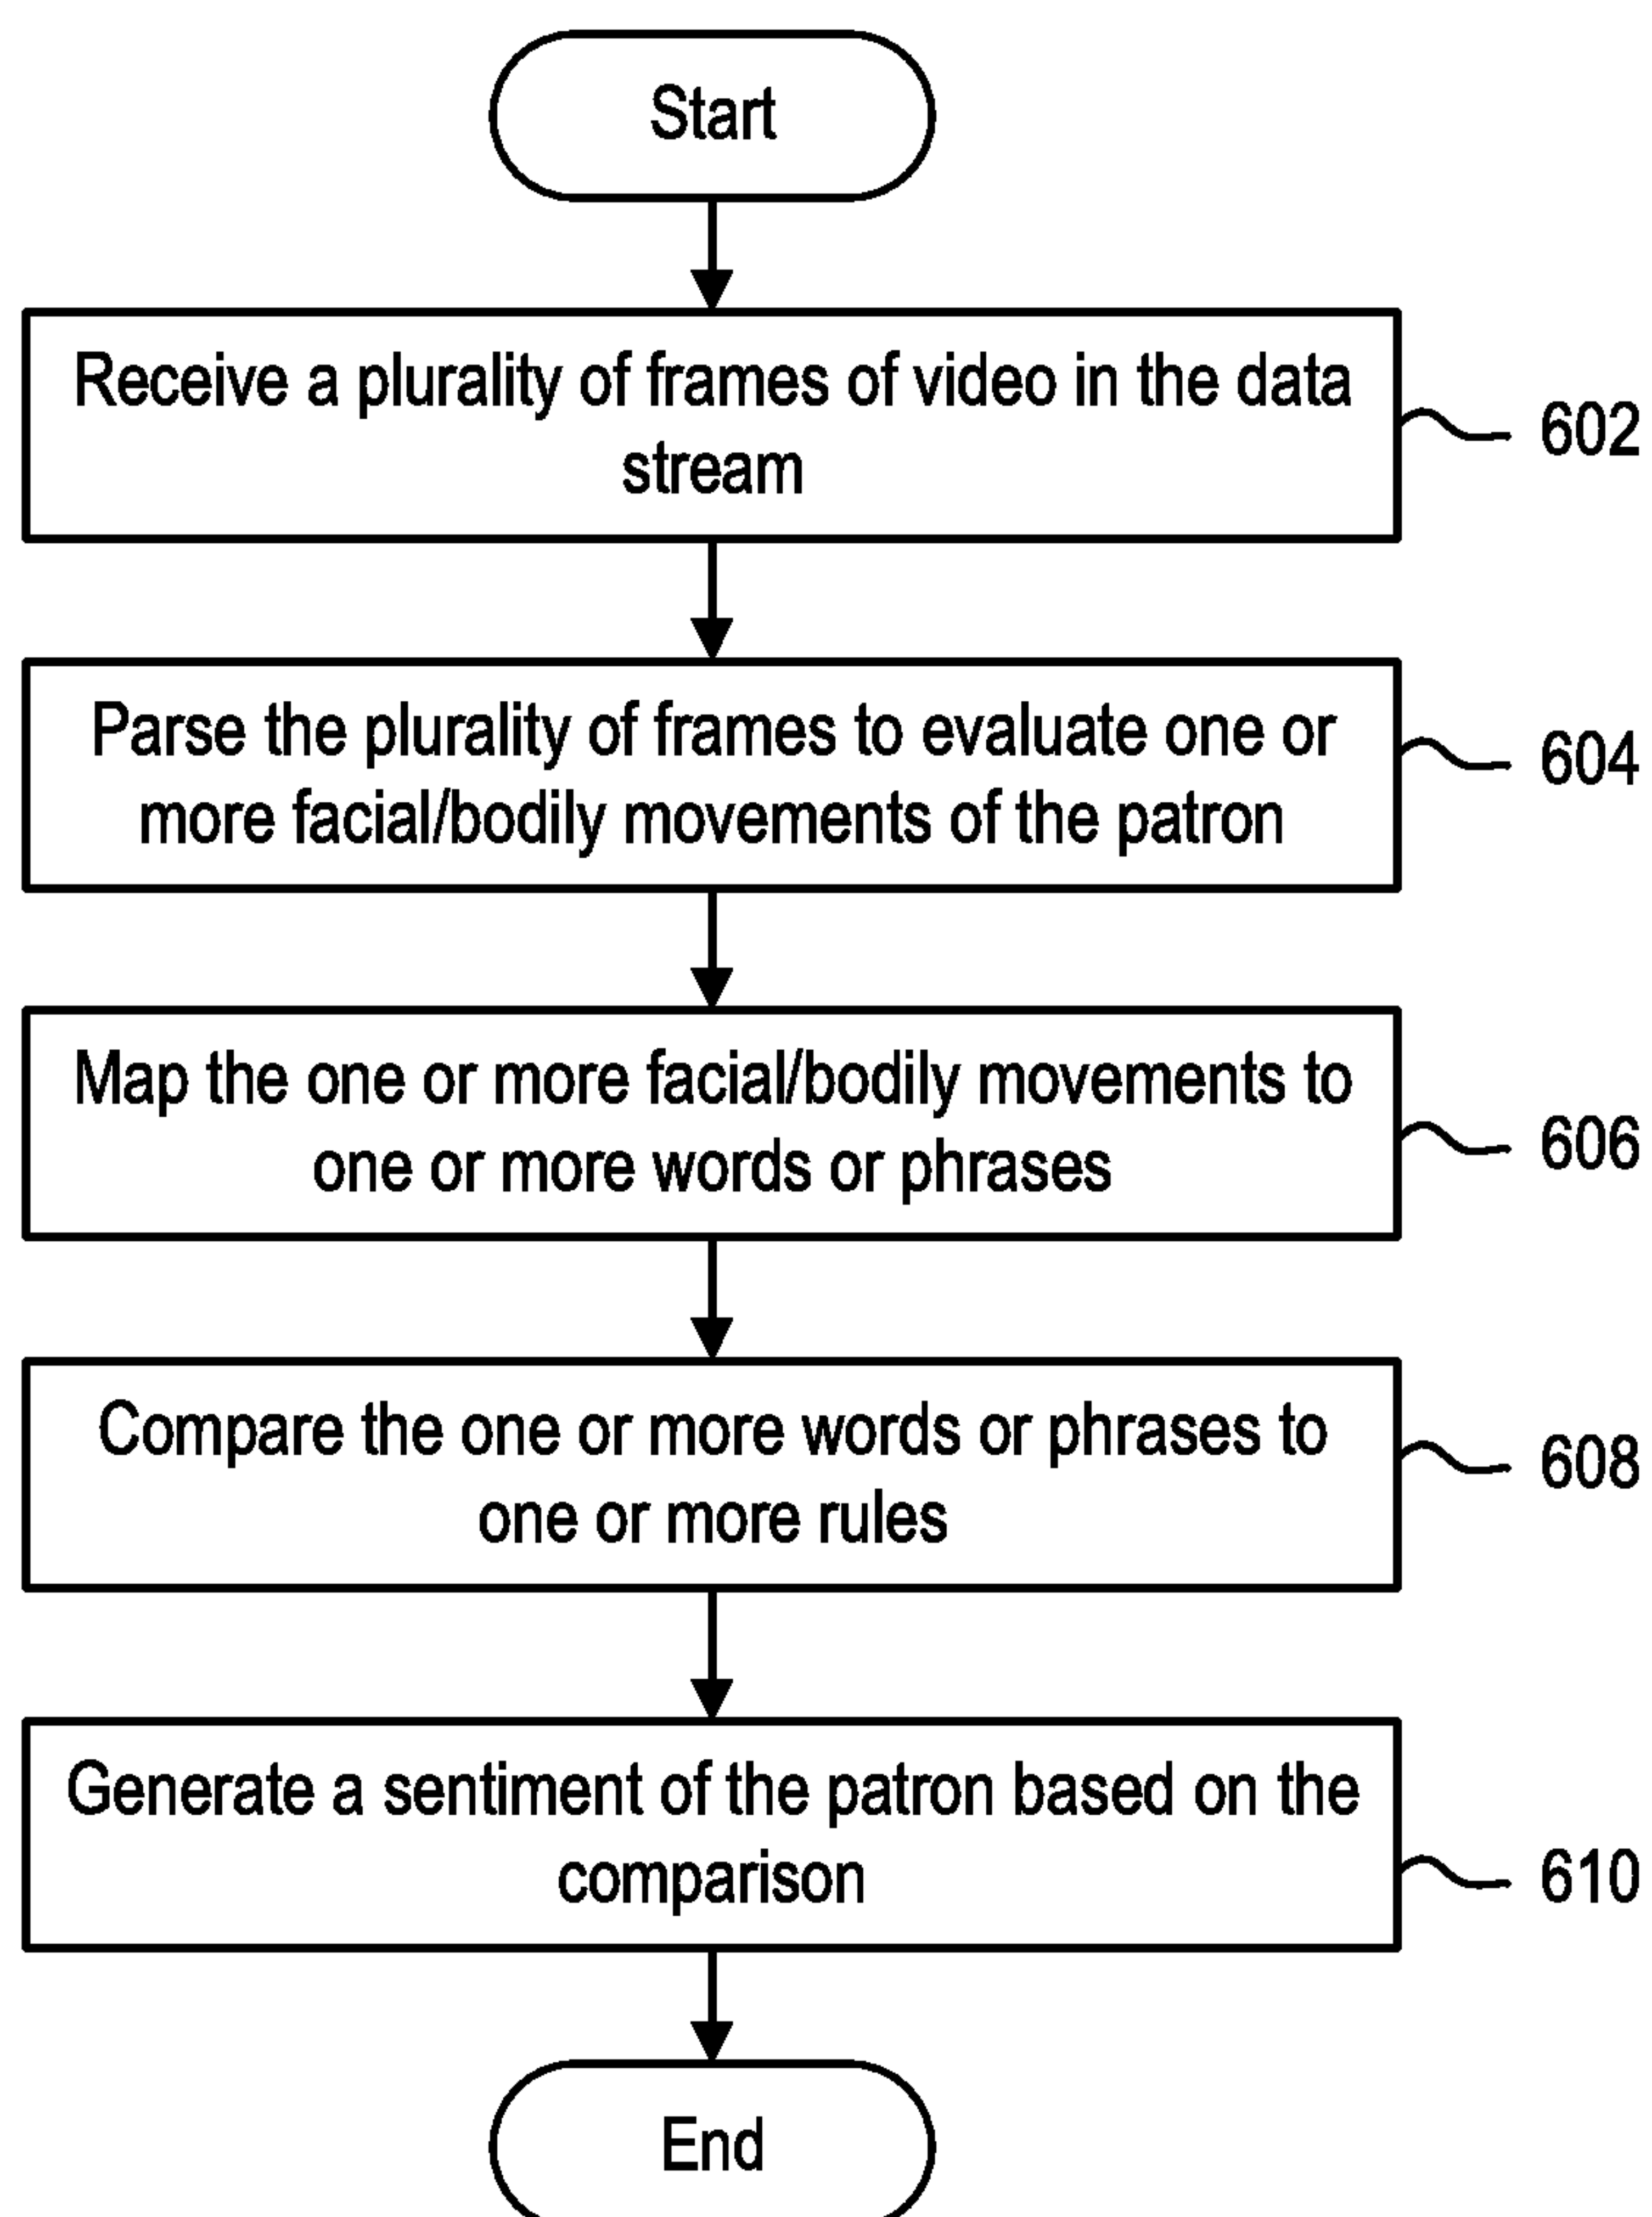 Start
Receive a plurality of frames of video in the data
stream
602
Parse the plurality of frames to evaluate one or
more facial/bodily movements of the patron
604
Map the one or more facial/bodily movements to
one or more words or phrases
606
Compare the one or more words or phrases to
one or more rules
608
Generate a sentiment of the patron based on the
comparison
610
End